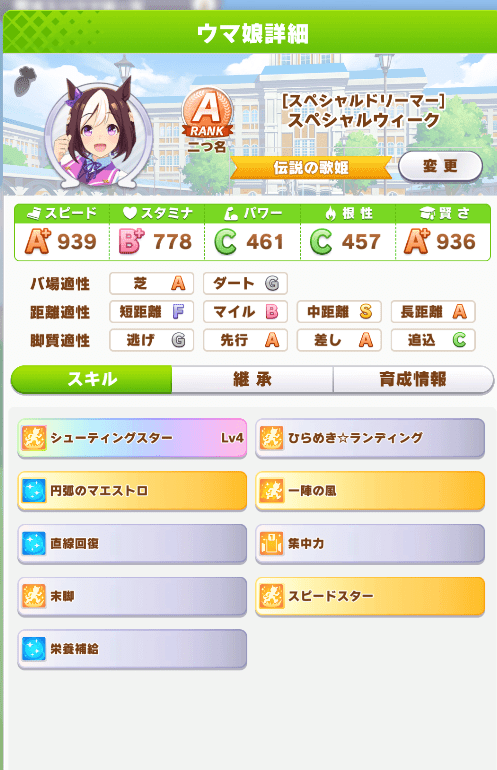 ウマ娘詳細
A
RANK
二つ名
[スペシャルドリーマー]
スペシャルウィーク
伝説の歌姫
変更
スピード スタミナ パワー 根性 賢さ
A+ 939 B+ 778 C 461 C 457 A+ 936
バ場適性 芝 A ダート G
距離適性 短距離 F マイル B 中距離 S 長距離 A
脚質適性 逃げ G 先行 A 差し A 追込 C
スキル 継承 育成情報
シューティングスター Lv4 ひらめき☆ランディング
円弧のマエストロ 一陣の風
直線回復 1 集中力
末脚 スピードスター
栄養補給